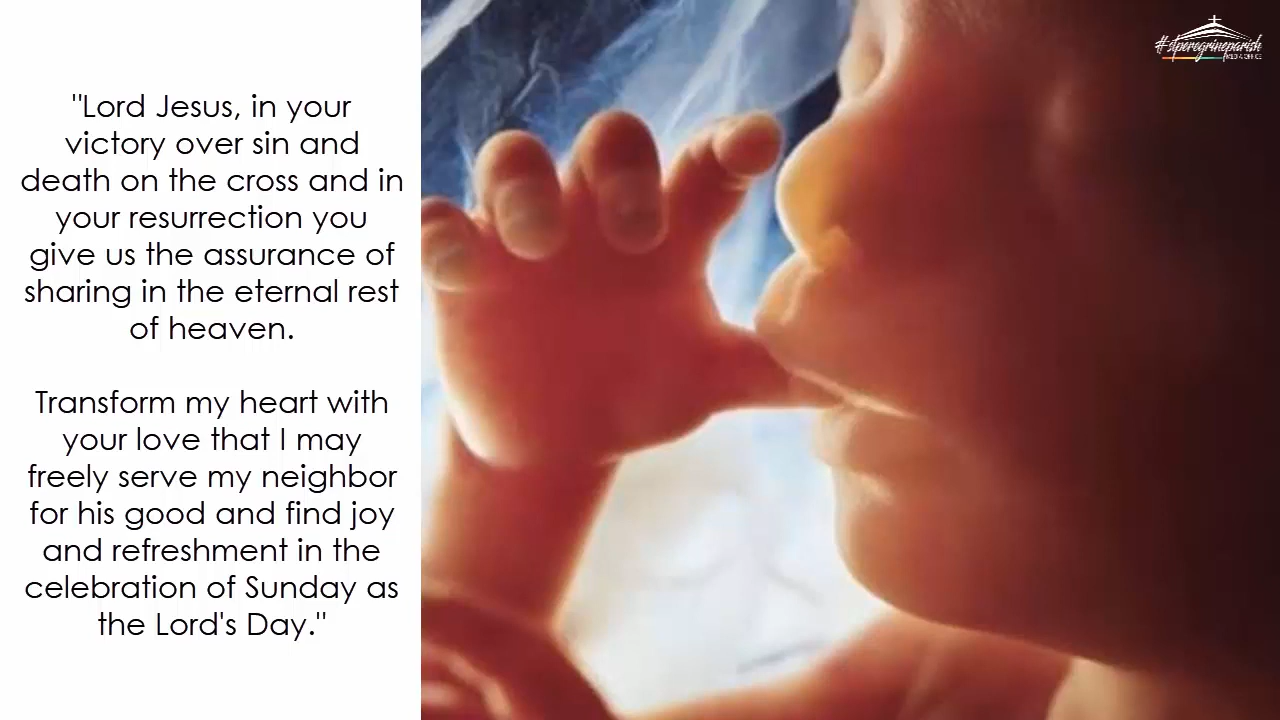 "Lord Jesus, in your
victory over sin and
death on the cross and in
your resurrection you
give us the assurance of
sharing in the eternal rest
of heaven.
Transform my heart with
your love that I may
freely serve my neighbor
for his good and find joy
and refreshment in the
celebration of Sunday as
the Lord's Day."
#stperegrineparish